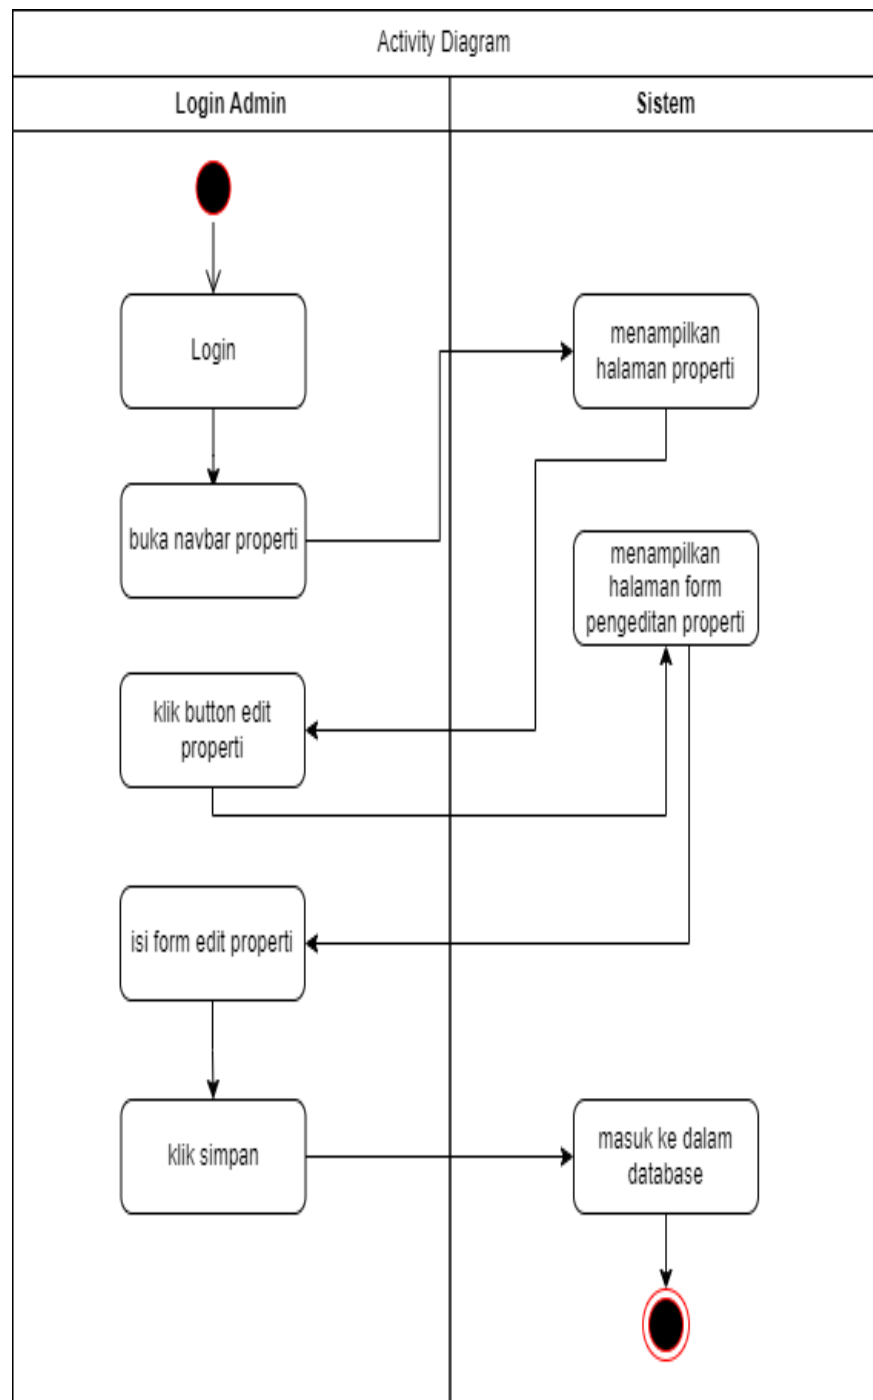 Activity Diagram
Login Admin
Sistem
Login
menampilkan
halaman properti
buka navbar properti
menampilkan
halaman form
pengeditan properti
klik button edit
properti
isi form edit properti
klik simpan
masuk ke dalam
database